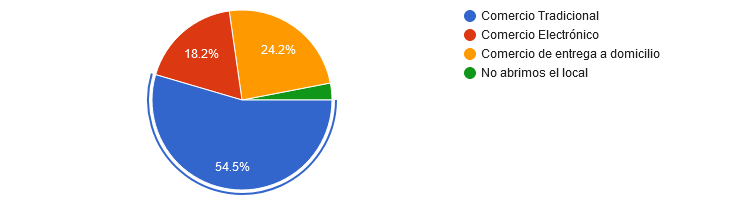 Comercio Tradicional
Comercio Electrónico
Comercio de entrega a domicilio
No abrimos el local
18.2%
24.2%
54.5%